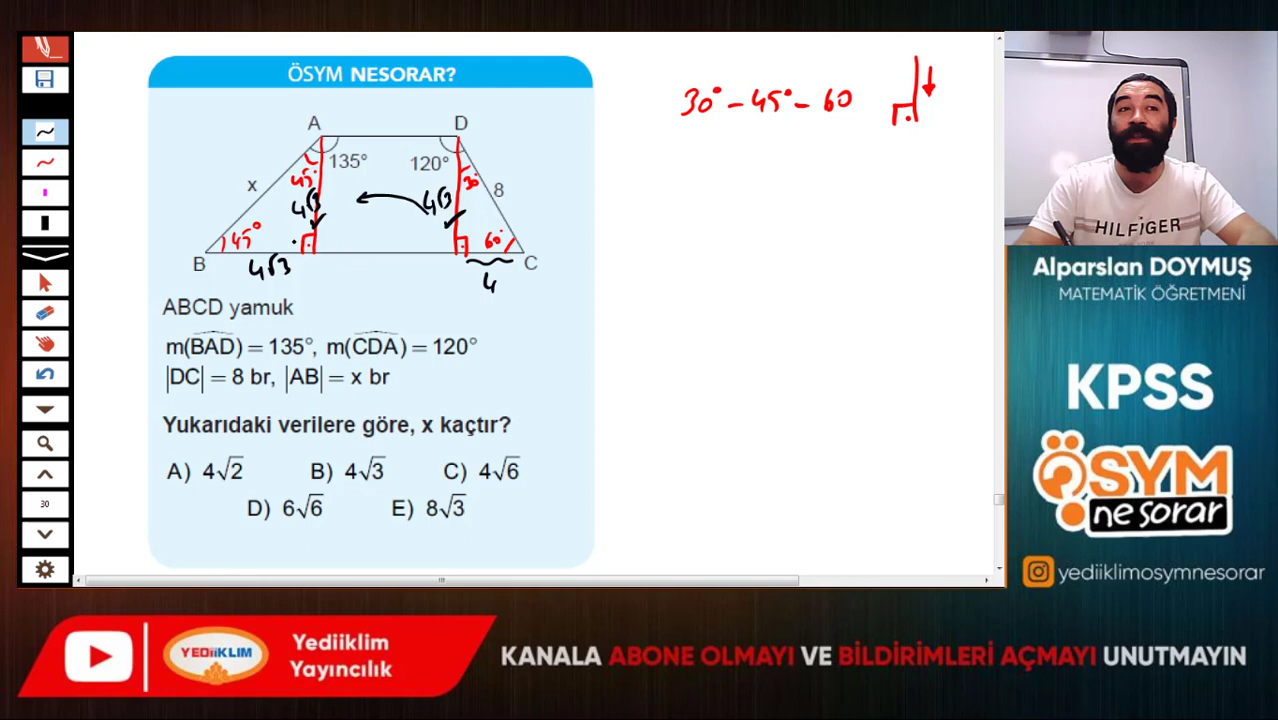 ÖSYM NESORAR?
30° - 45° - 60
A
D
135°
120°
45°
30°
x
4√3
4√3
8
45°
60°
B
C
4√3
4
ABCD yamuk
m(BAD) = 135°, m(CDA) = 120°
|DC| = 8 br, |AB| = x br
Yukarıdaki verilere göre, x kaçtır?
A) 4√2 B) 4√3 C) 4√6
D) 6√6 E) 8√3
30
HILFIGER
Alparslan DOYMUŞ
MATEMATİK ÖĞRETMENİ
KPSS
ÖSYM
ne sorar
yediiklimosymnesorar
YEDİİKLİM
Yediiklim
Yayıncılık
KANALA ABONE OLMAYI VE BİLDİRİMLERİ AÇMAYI UNUTMAYIN